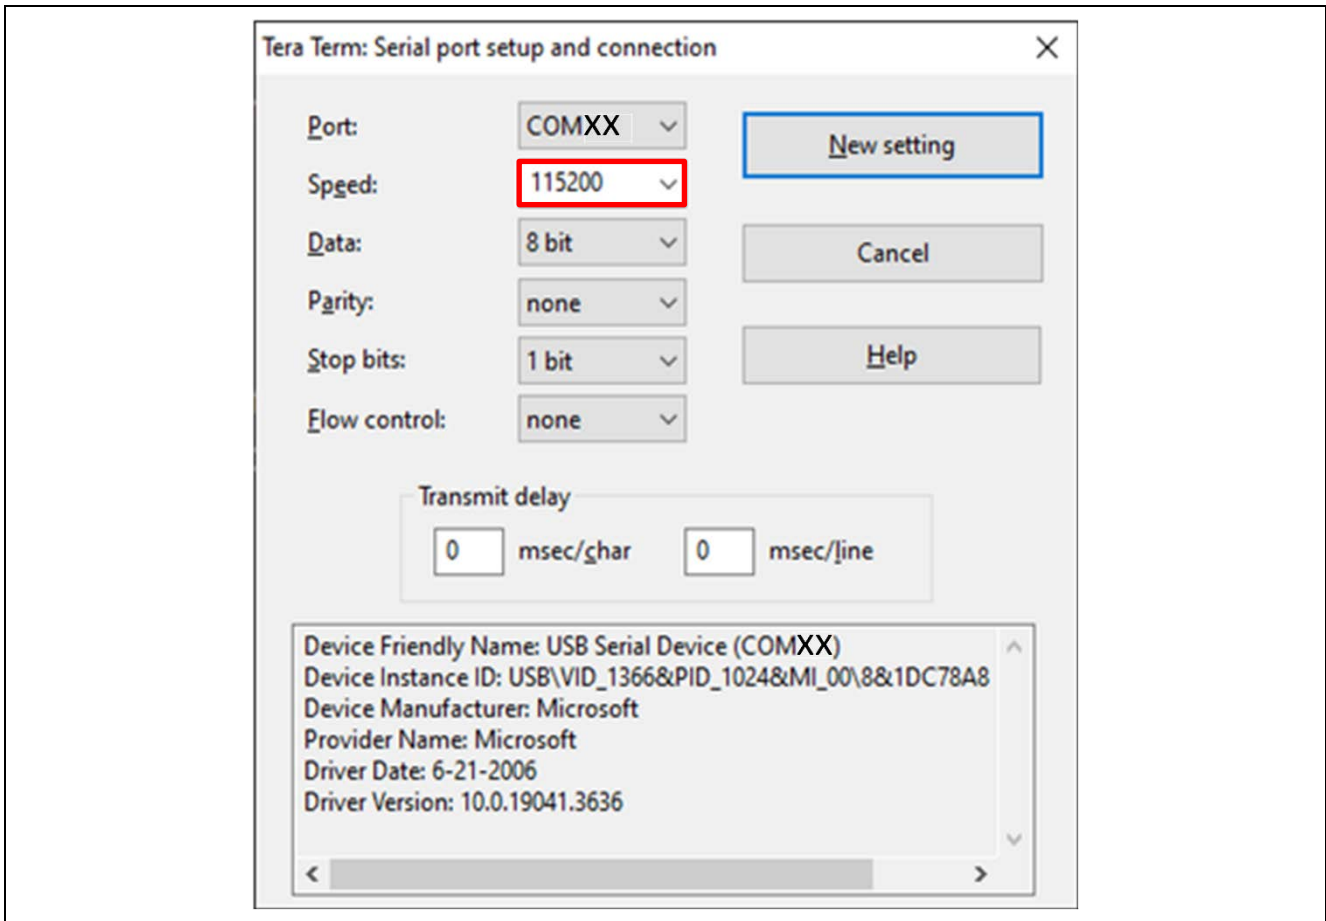 Tera Term: Serial port setup and connection
Port: COMXX New setting
Speed: 115200
Data: 8 bit Cancel
Parity: none
Stop bits: 1 bit Help
Flow control: none
Transmit delay
0 msec/char 0 msec/line
Device Friendly Name: USB Serial Device (COMXX)
Device Instance ID: USB\VID_1366&PID_1024&MI_00\8&1DC78A8
Device Manufacturer: Microsoft
Provider Name: Microsoft
Driver Date: 6-21-2006
Driver Version: 10.0.19041.3636